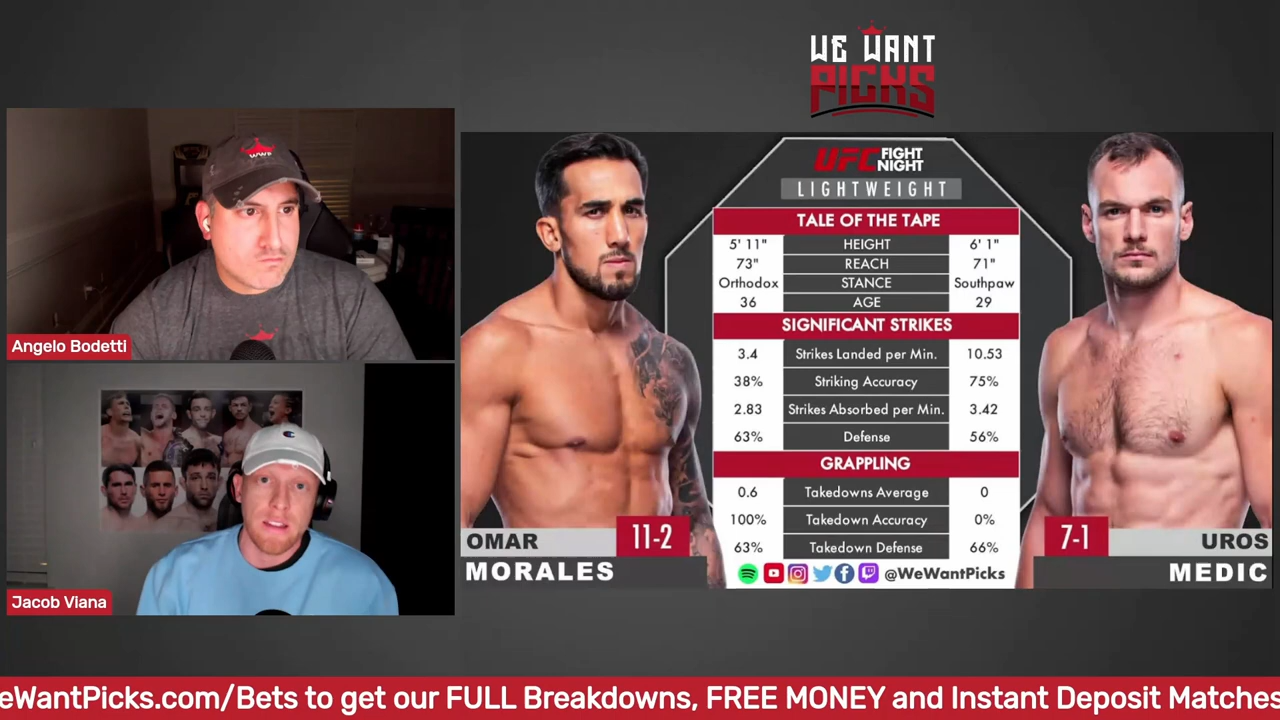 WE WANT
PICKS
Angelo Bodetti
Jacob Viana
UFC FIGHT NIGHT
LIGHTWEIGHT
TALE OF THE TAPE
5' 11" HEIGHT 6' 1"
73" REACH 71"
Orthodox STANCE Southpaw
36 AGE 29
SIGNIFICANT STRIKES
3.4 Strikes Landed per Min. 10.53
38% Striking Accuracy 75%
2.83 Strikes Absorbed per Min. 3.42
63% Defense 56%
GRAPPLING
0.6 Takedowns Average 0
100% Takedown Accuracy 0%
63% Takedown Defense 66%
@WeWantPicks
OMAR 11-2
MORALES
7-1 UROS
MEDIC
eWantPicks.com/Bets to get our FULL Breakdowns, FREE MONEY and Instant Deposit Matches